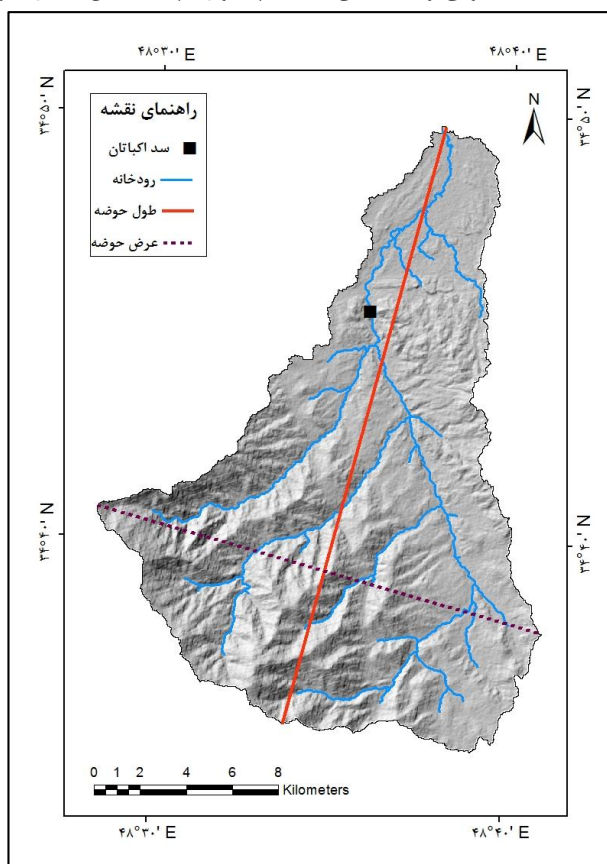 ۴۸°۳۰' E
۴۸°۴۰' E
۳۴°۵۰' N
۳۴°۵۰' N
راهنمای نقشه
سد اکباتان
رودخانه
طول حوضه
عرض حوضه
N
۳۴°۴۰' N
۳۴°۴۰' N
0 1 2 4 6 8
Kilometers
۴۸°۳۰' E
۴۸°۴۰' E